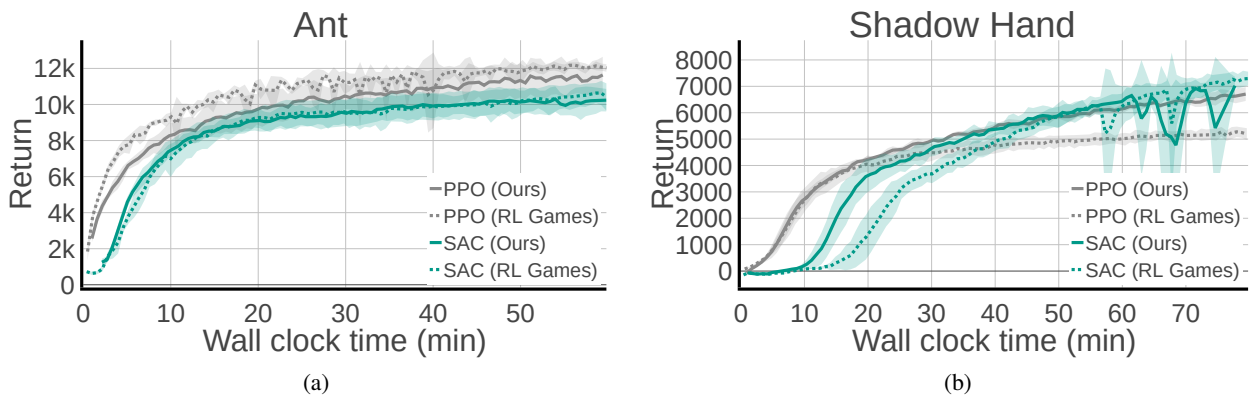 Ant
12k
10k
8k
6k
4k
2k
0
Return
PPO (Ours)
PPO (RL Games)
SAC (Ours)
SAC (RL Games)
0 10 20 30 40 50
Wall clock time (min)
(a)
Shadow Hand
8000
7000
6000
5000
4000
3000
2000
1000
0
Return
PPO (Ours)
PPO (RL Games)
SAC (Ours)
SAC (RL Games)
0 10 20 30 40 50 60 70
Wall clock time (min)
(b)